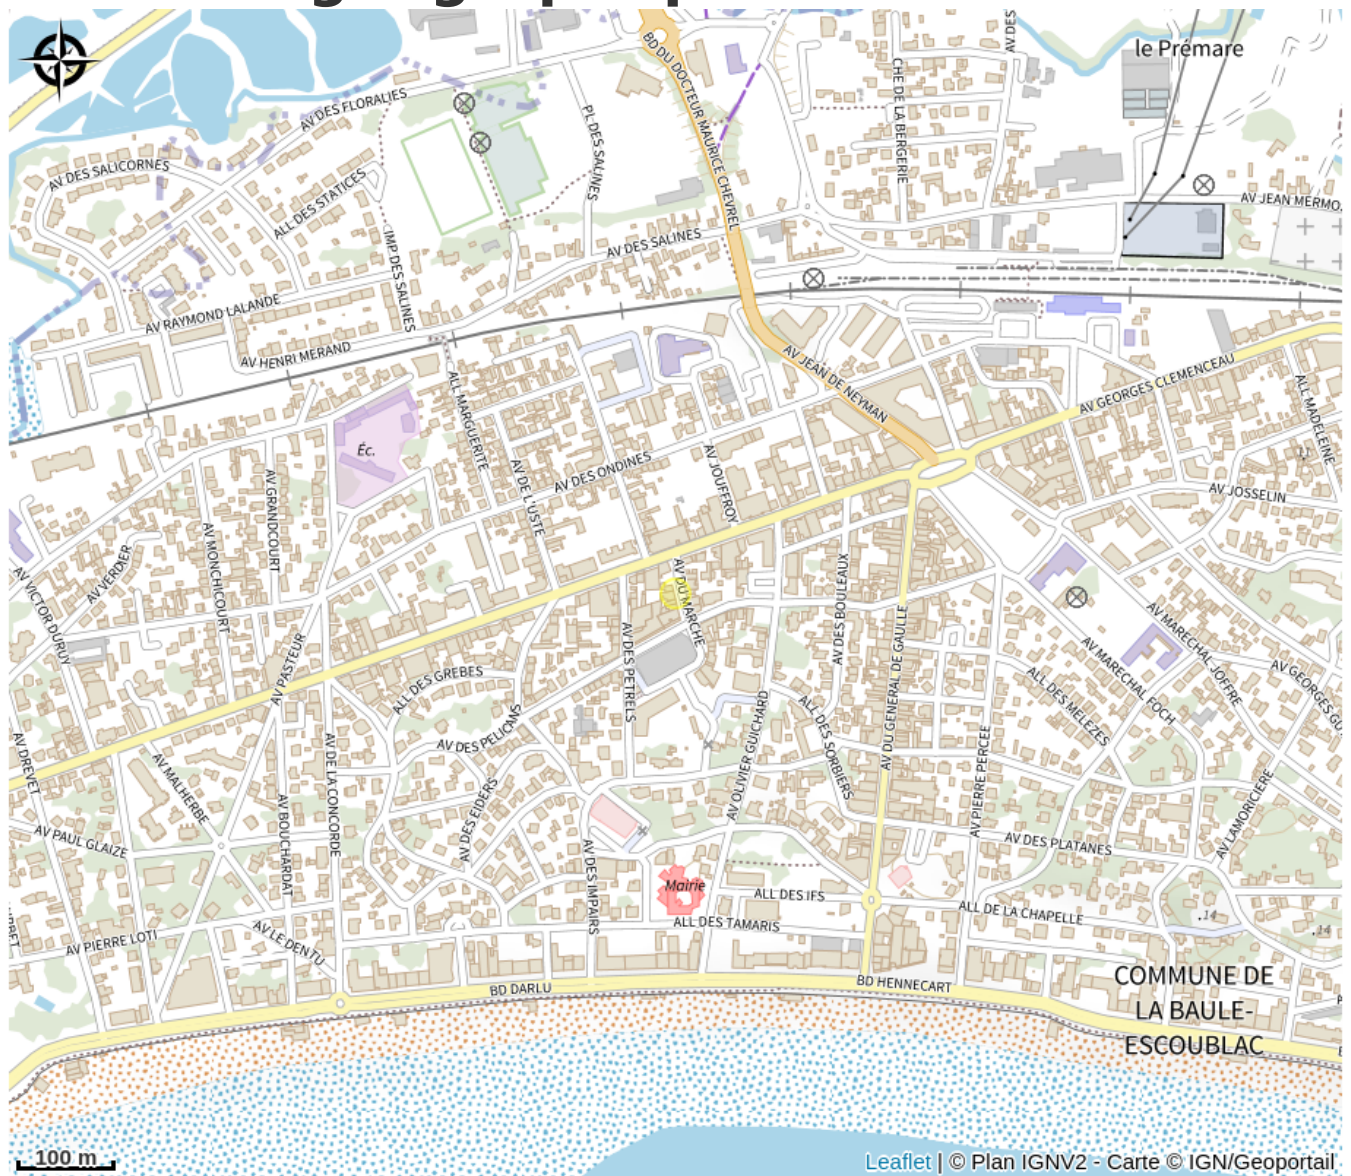 le Prémare
AV DES
BD DU DOCTEUR MAURICE CHEVREL
CHE DE LA BERGERIE
AV DES FLORALIES
PL DES SALINES
AV DES SALICORNES
ALL DES STATICES
AV JEAN MERMO
IMP DES SALINES
AV DES SALINES
AV RAYMOND LALANDE
AV HENRI MERAND
AV JEAN DE NEYMAN
AV GEORGES CLEMENCEAU
ALL MADELEINE
ALL MARGUERITE
Éc.
AV DES ONDINES
AV JOUFFROY
AV DE L'USTE
AV GRANDCOURT
AV JOSSELIN
AV MONCHICOURT
AV VERDIER
AV VICTOR DURUY
AV DU MARCHE
AV DES BOULEAUX
AV DU GENERAL DE GAULLE
AV MARECHAL JOFFRE
AV MARECHAL FOCH
AV GEORGES GU
AV PASTEUR
AV DES PETRELS
ALL DES GREBES
ALL DES MELEZES
AV DES PELICANS
AV OLIVIER GUICHARD
ALL DES SORBIERS
AV PIERRE PERCEE
AV DREVET
AV MALHERBE
AV DE LA CONCORDE
AV BOUCHARDAT
AV DES EIDERS
AV LAMORICIERE
AV PAUL GLAIZE
AV DES IMPAIRS
AV DES PLATANES
Mairie
ALL DES IFS
ALL DE LA CHAPELLE
.14
.14
ALL DES TAMARIS
AV PIERRE LOTI
AV LE DENTU
BD DARLU
BD HENNECART
COMMUNE DE
LA BAULE-
ESCOUBLAC
100 m
Leaflet | © Plan IGNV2 - Carte © IGN/Geoportail